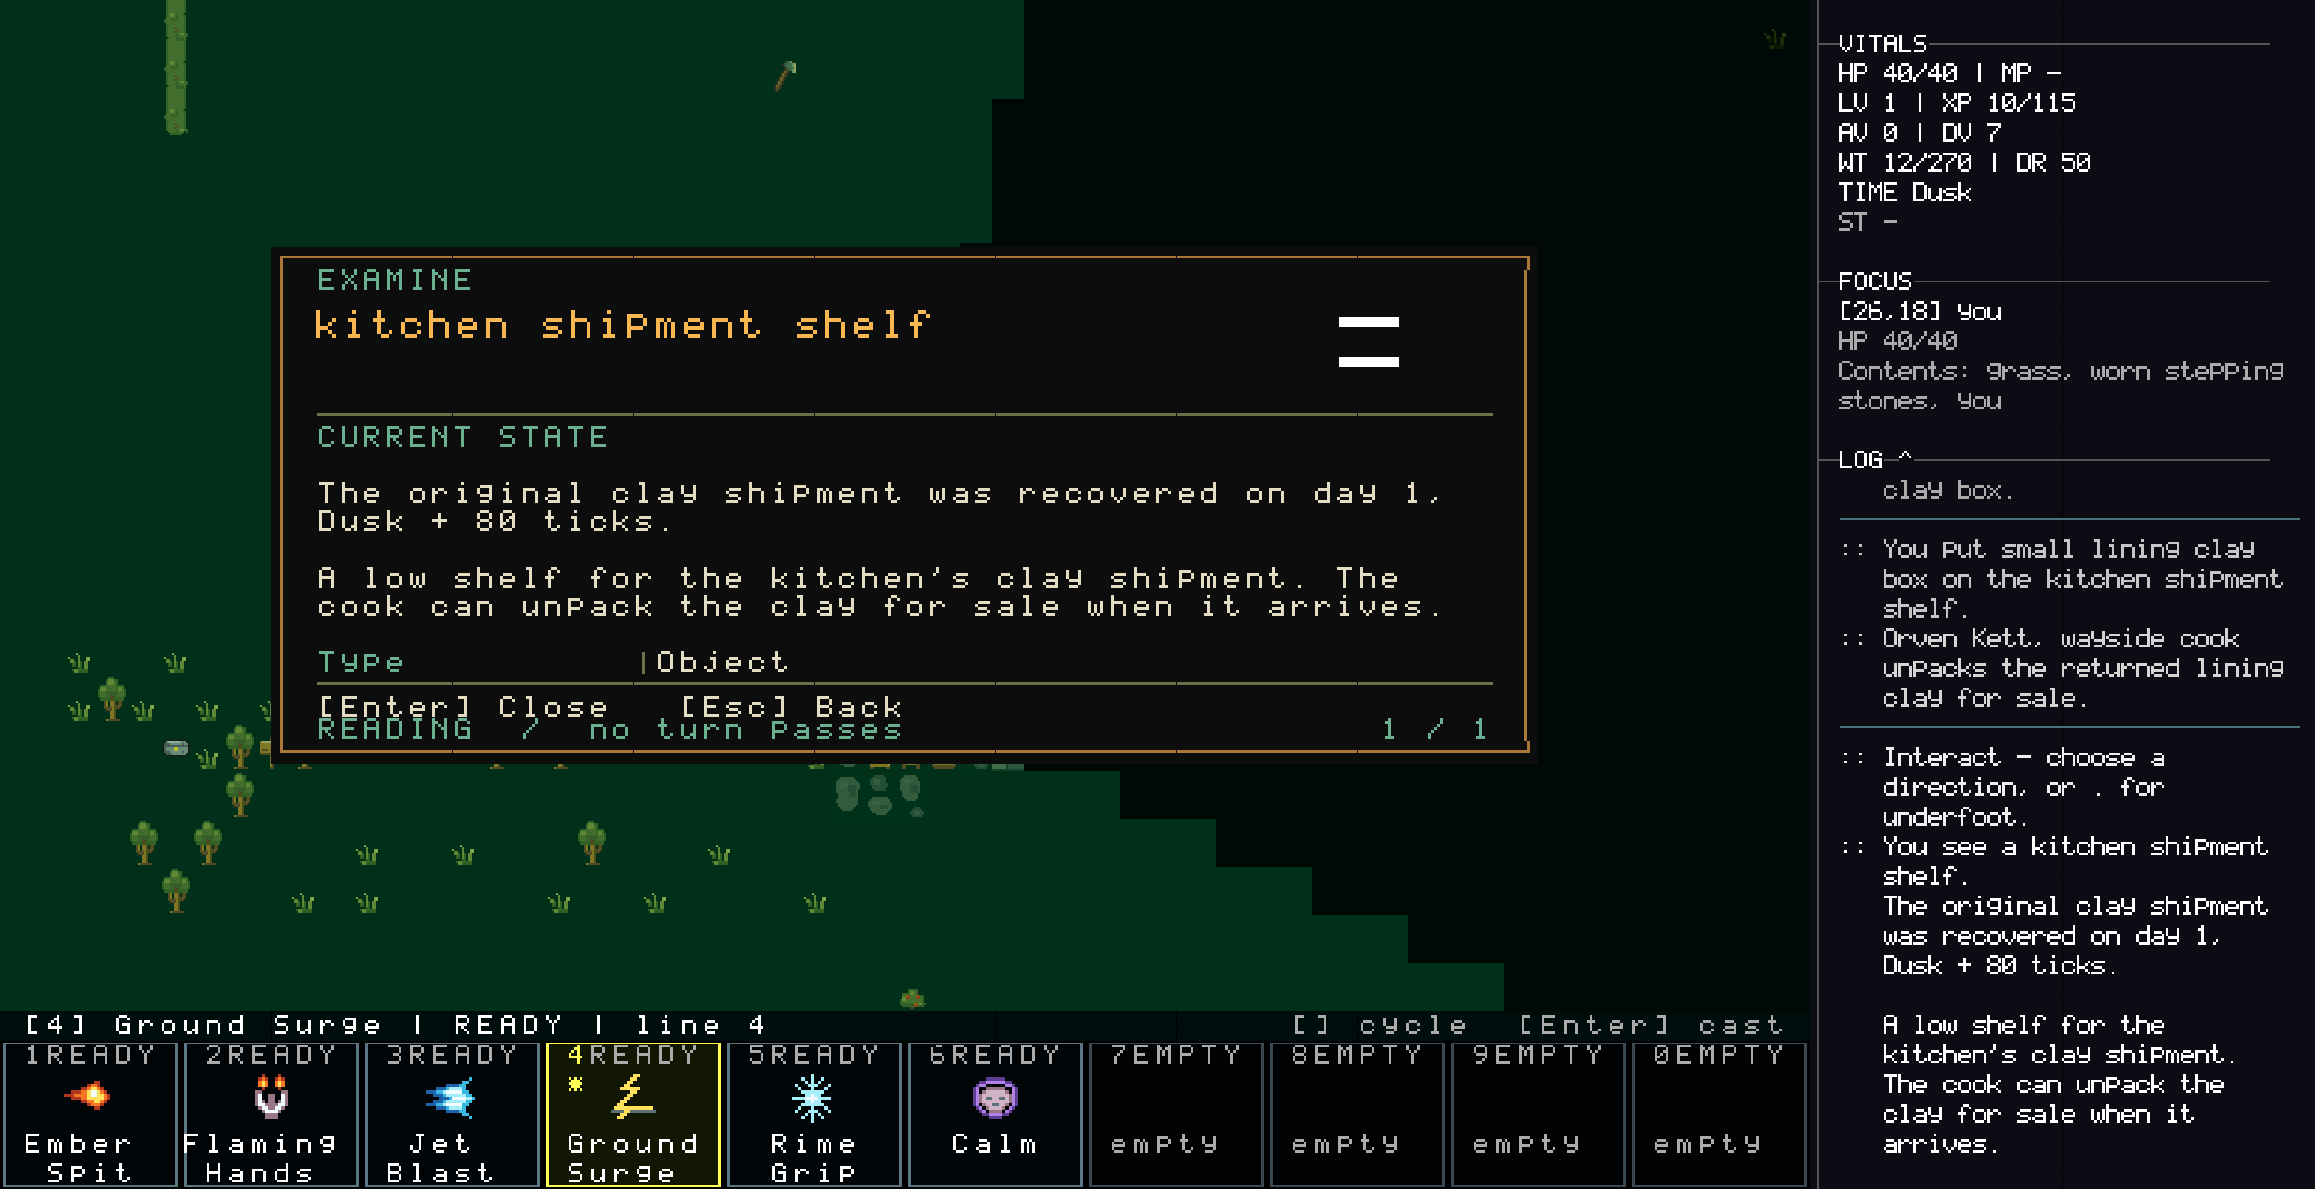 EXAMINE
kitchen shipment shelf
CURRENT STATE
The original clay shipment was recovered on day 1,
Dusk + 80 ticks.
A low shelf for the kitchen's clay shipment. The
cook can unpack the clay for sale when it arrives.
Type |Object
[Enter] Close [Esc] Back
READING / no turn passes 1 / 1
[4] Ground Surge | READY | line 4 [] cycle [Enter] cast
1READY 2READY 3READY 4READY 5READY 6READY 7EMPTY 8EMPTY 9EMPTY 0EMPTY
*
Ember Flaming Jet Ground Rime Calm empty empty empty empty
Spit Hands Blast Surge Grip
VITALS
HP 40/40 | MP -
LV 1 | XP 10/115
AV 0 | DV 7
WT 12/270 | DR 50
TIME Dusk
ST -
FOCUS
[26,18] you
HP 40/40
Contents: grass, worn stepping
stones, you
LOG ^
clay box.
:: You put small lining clay
box on the kitchen shipment
shelf.
:: Orven Kett, wayside cook
unpacks the returned lining
clay for sale.
:: Interact - choose a
direction, or . for
underfoot.
:: You see a kitchen shipment
shelf.
The original clay shipment
was recovered on day 1,
Dusk + 80 ticks.
A low shelf for the
kitchen's clay shipment.
The cook can unpack the
clay for sale when it
arrives.